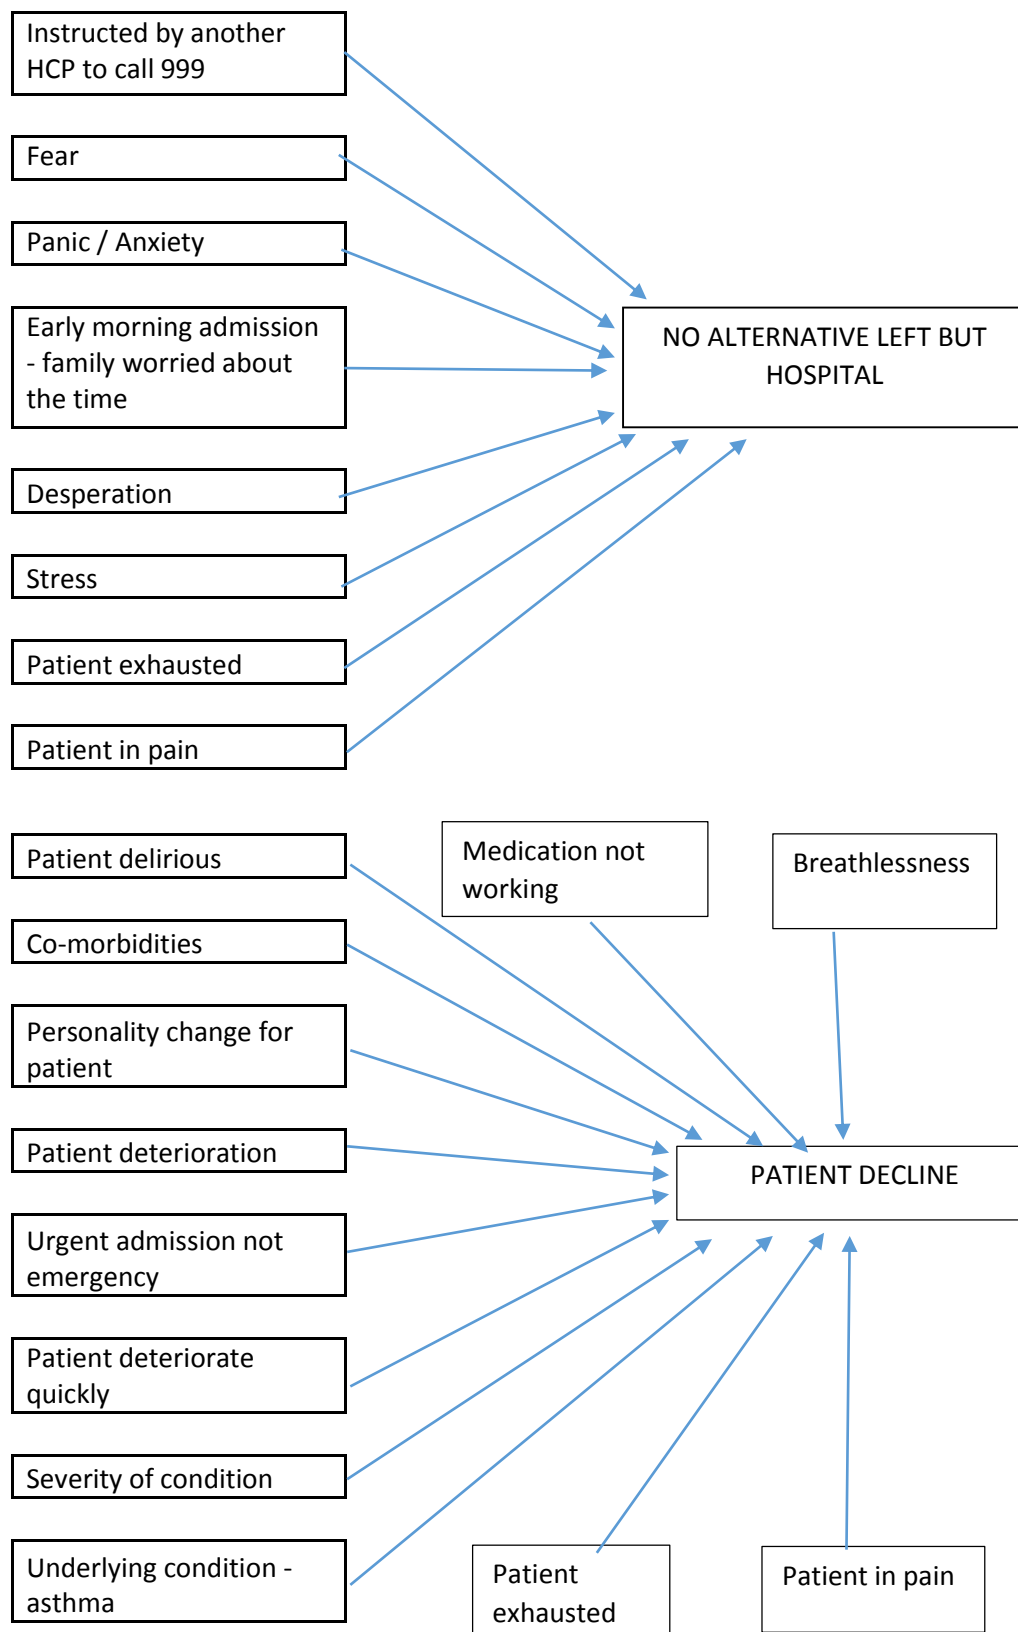 Instructed by another
HCP to call 999
Fear
Panic / Anxiety
Early morning admission
- family worried about
the time
NO ALTERNATIVE LEFT BUT
HOSPITAL
Desperation
Stress
Patient exhausted
Patient in pain
Patient delirious
Medication not
working
Breathlessness
Co-morbidities
Personality change for
patient
Patient deterioration
PATIENT DECLINE
Urgent admission not
emergency
Patient deteriorate
quickly
Severity of condition
Underlying condition -
asthma
Patient
exhausted
Patient in pain